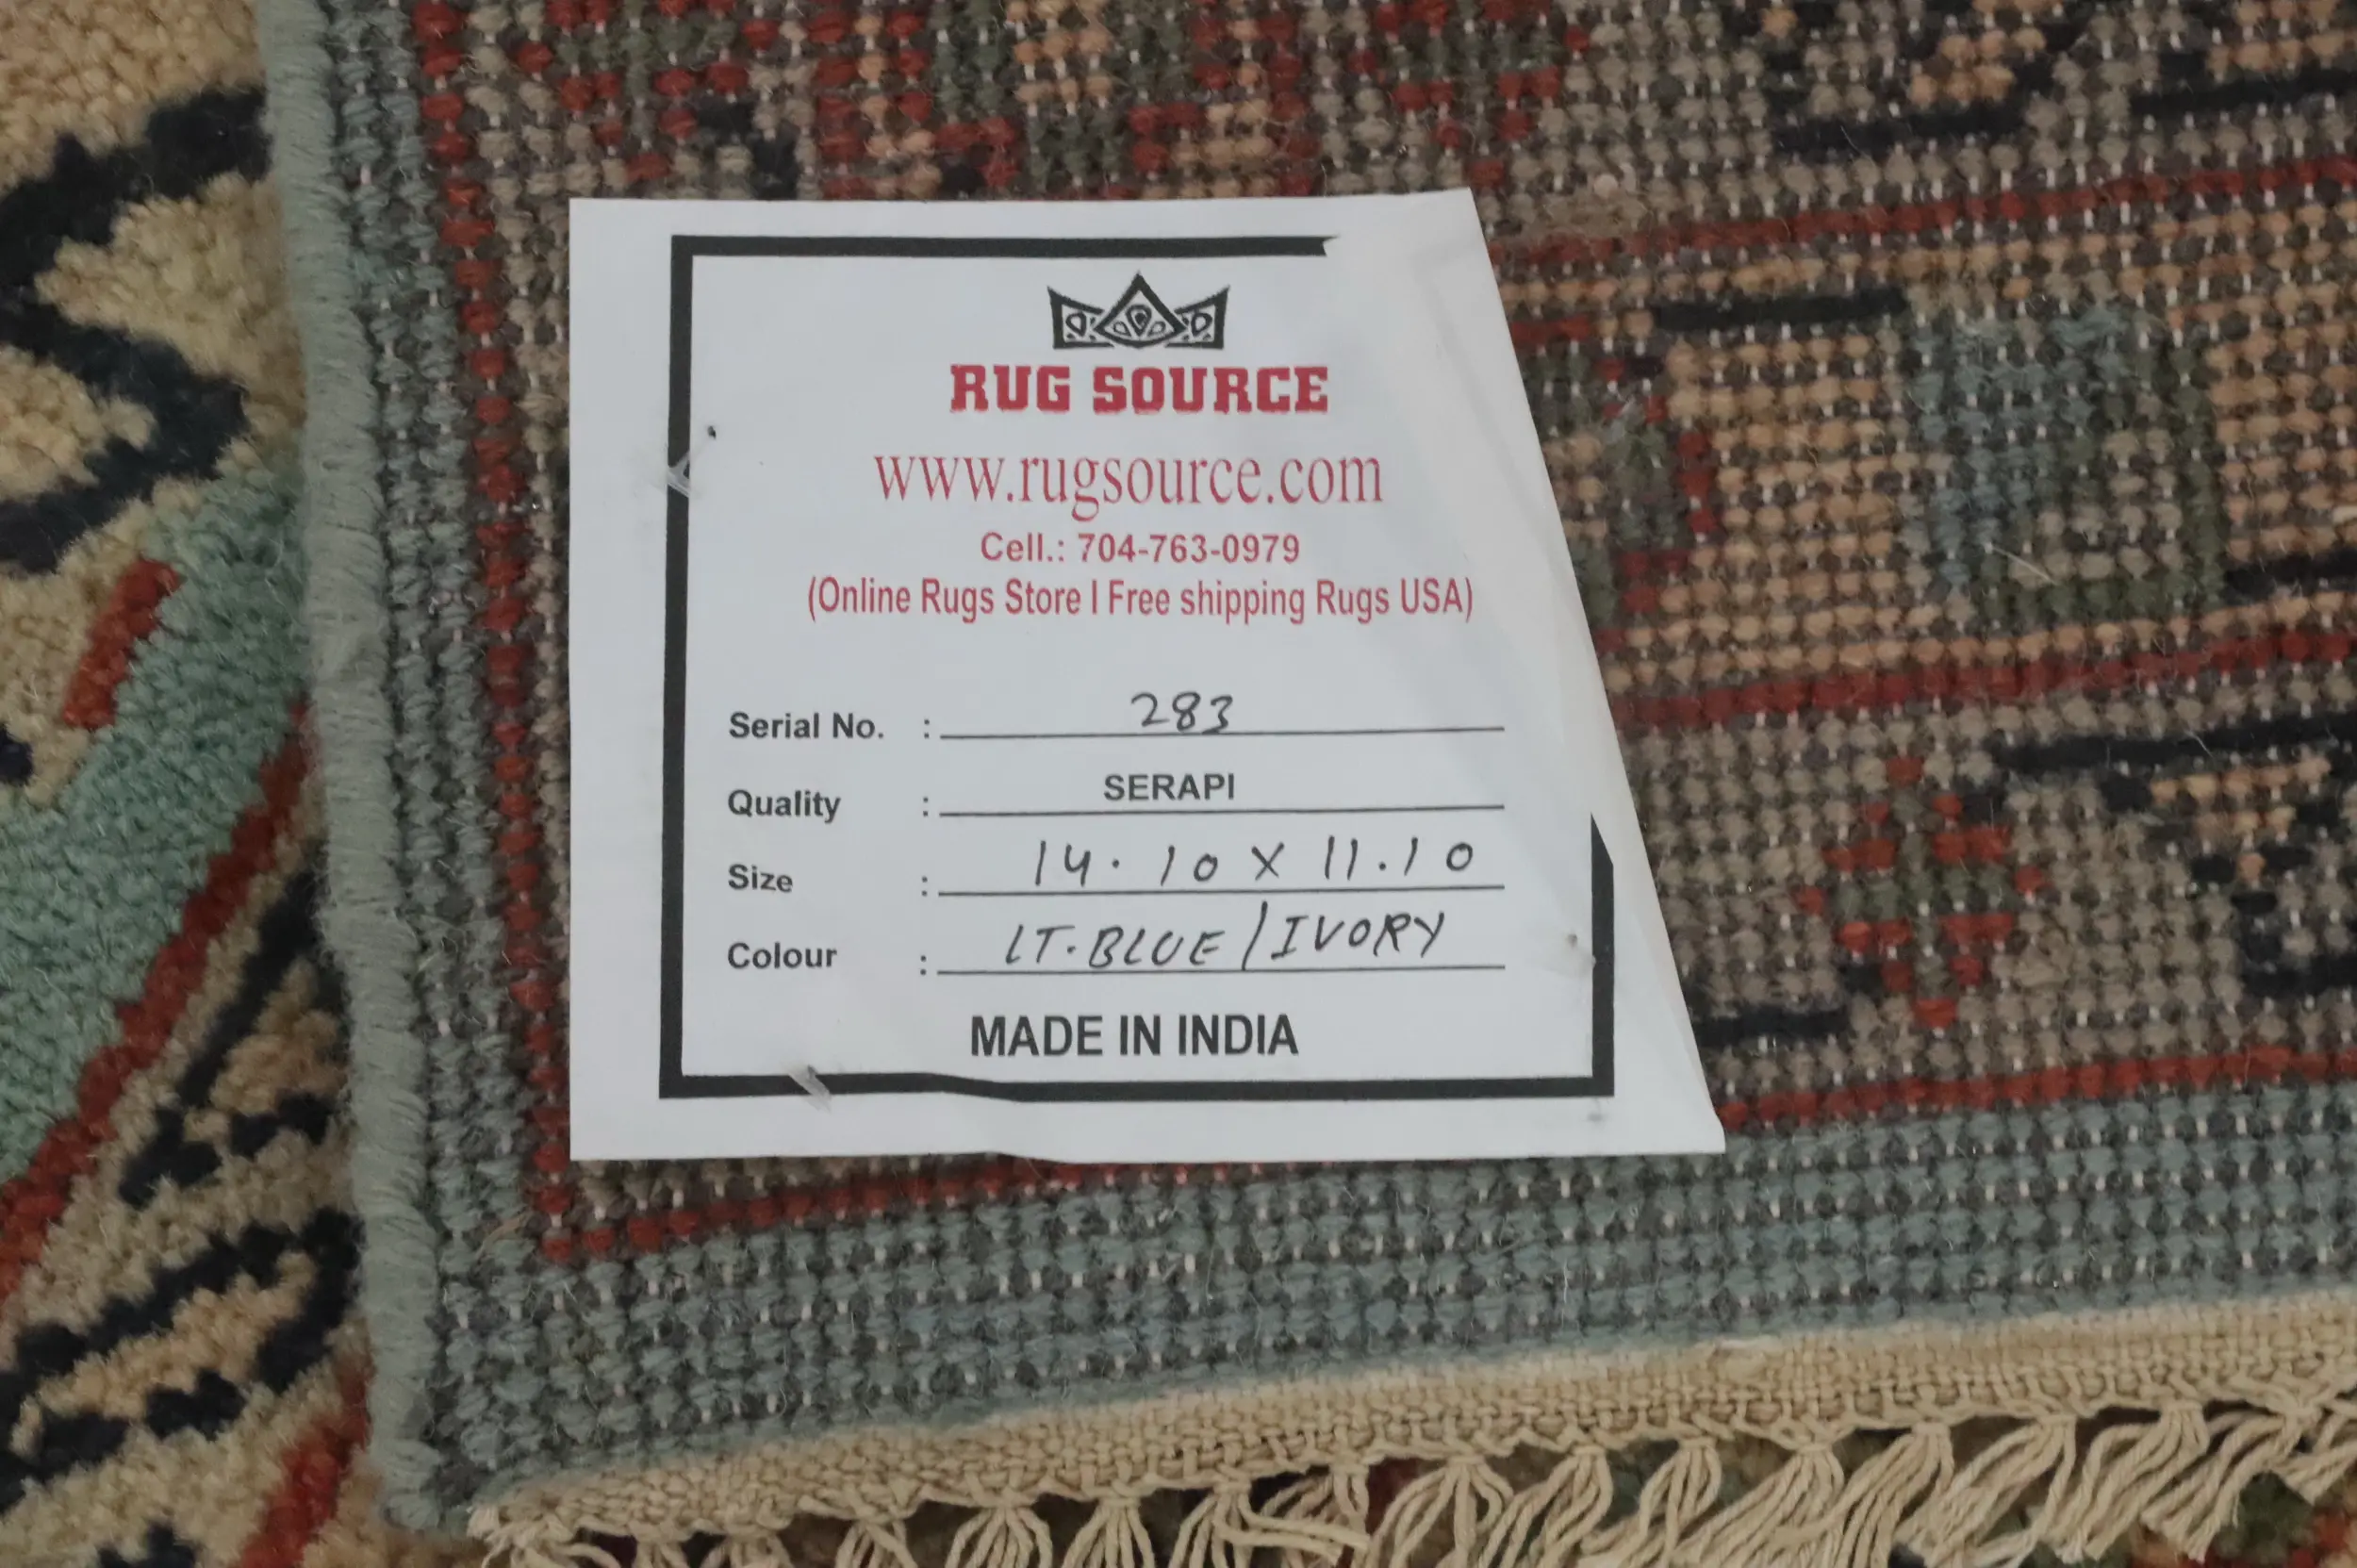 RUG SOURCE
www.rugsource.com
Cell.: 704-763-0979
(Online Rugs Store I Free shipping Rugs USA)
Serial No. : 283
Quality : SERAPI
Size : 14.10 X 11.10
Colour : LT.BLUE/IVORY
MADE IN INDIA